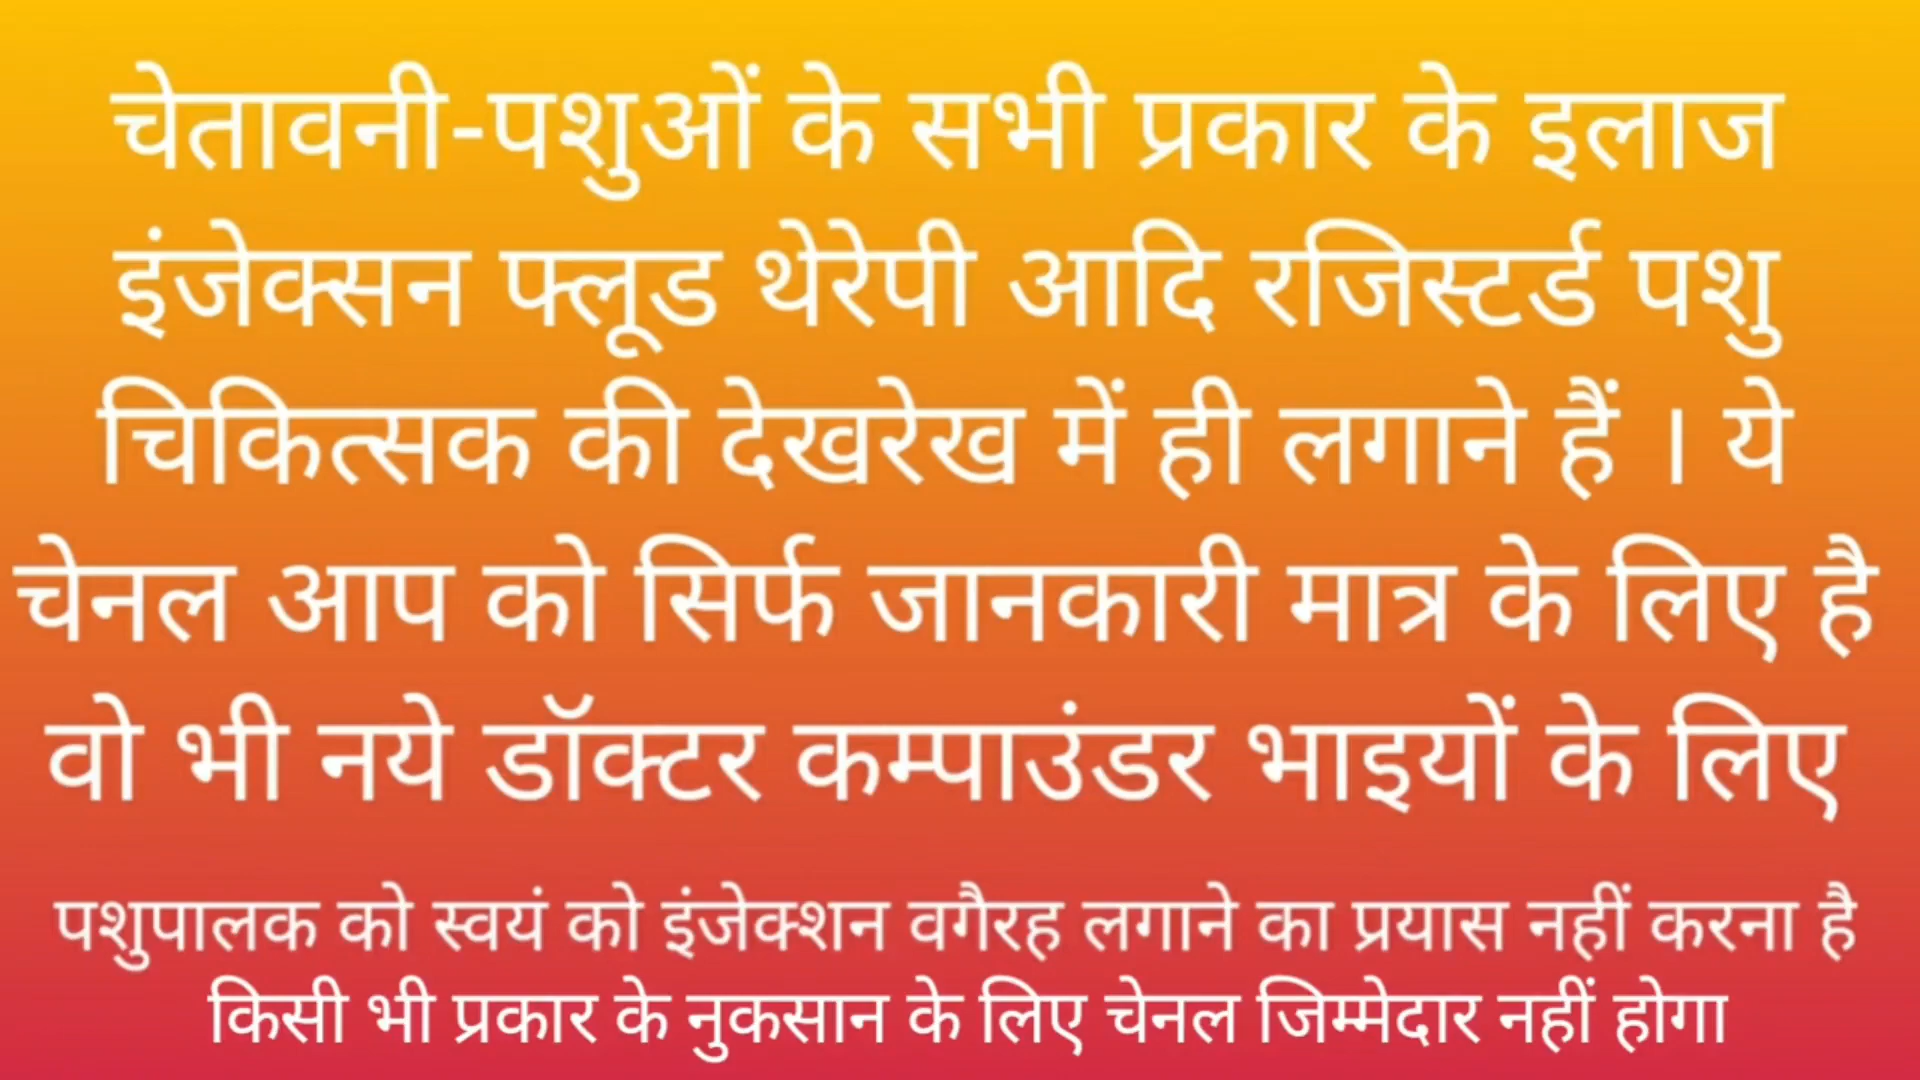 चेतावनी-पशुओं के सभी प्रकार के इलाज
इंजेक्सन फ्लूड थेरेपी आदि रजिस्टर्ड पशु
चिकित्सक की देखरेख में ही लगाने हैं । ये
चेनल आप को सिर्फ जानकारी मात्र के लिए है
वो भी नये डॉक्टर कम्पाउंडर भाइयों के लिए
पशुपालक को स्वयं को इंजेक्शन वगैरह लगाने का प्रयास नहीं करना है
किसी भी प्रकार के नुकसान के लिए चेनल जिम्मेदार नहीं होगा